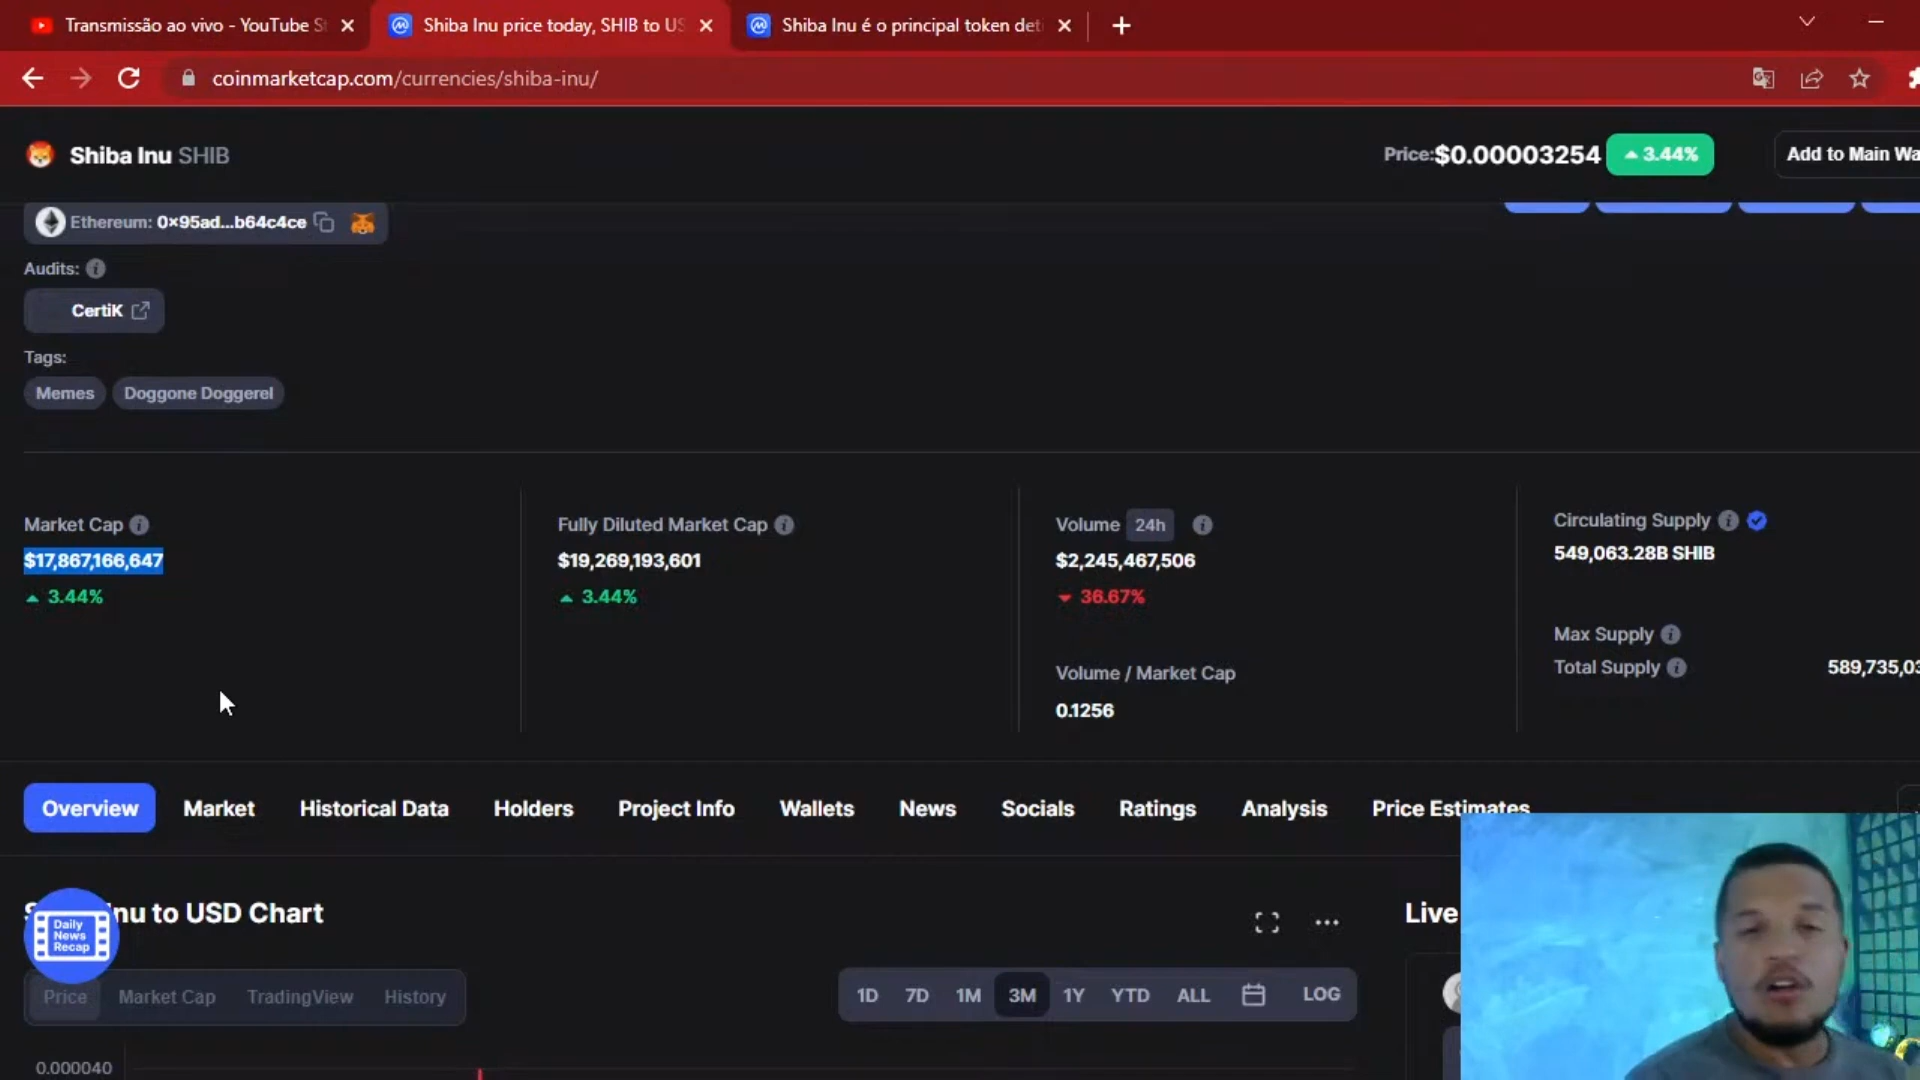 Transmissão ao vivo - YouTube St
Shiba Inu price today, SHIB to US
Shiba Inu é o principal token det
coinmarketcap.com/currencies/shiba-inu/
Shiba Inu SHIB
Price:$0.00003254 3.44% Add to Main Wa
Ethereum: 0x95ad...b64c4ce
Audits:
CertiK
Tags:
Memes Doggone Doggerel
Market Cap
$17,867,166,647
3.44%
Fully Diluted Market Cap
$19,269,193,601
3.44%
Volume 24h
$2,245,467,506
36.67%
Volume / Market Cap
0.1256
Circulating Supply
549,063.28B SHIB
Max Supply
Total Supply 589,735,03
Overview Market Historical Data Holders Project Info Wallets News Socials Ratings Analysis Price Estimates
nu to USD Chart
Daily
News
Recap
Live
Price Market Cap TradingView History
1D 7D 1M 3M 1Y YTD ALL LOG
0.000040